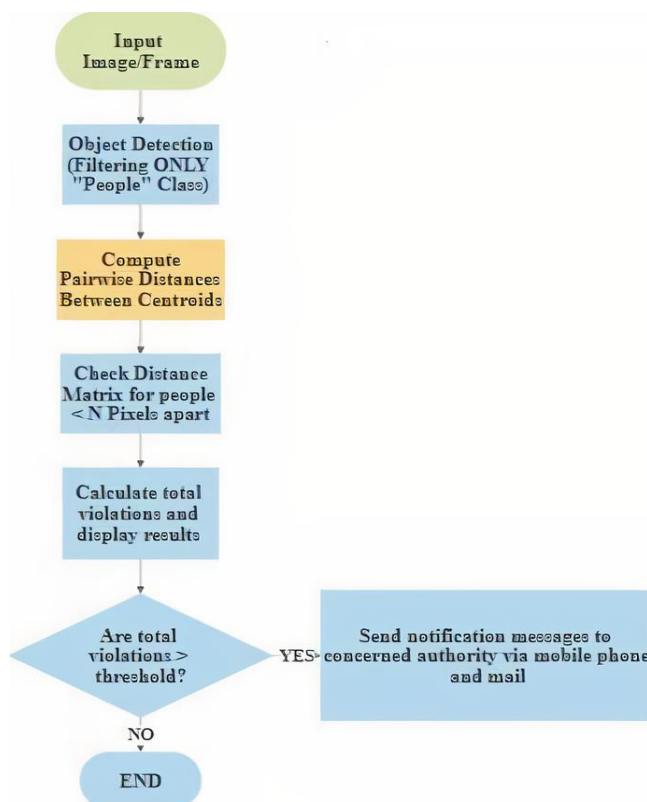 Input
Image/Frame
Object Detection
(Filtering ONLY
"People" Class)
Compute
Pairwise Distances
Between Centroids
Check Distance
Matrix for people
< N Pixels apart
Calculate total
violations and
display results
Are total
violations >
threshold?
YES
Send notification messages to
concerned authority via mobile phone
and mail
NO
END